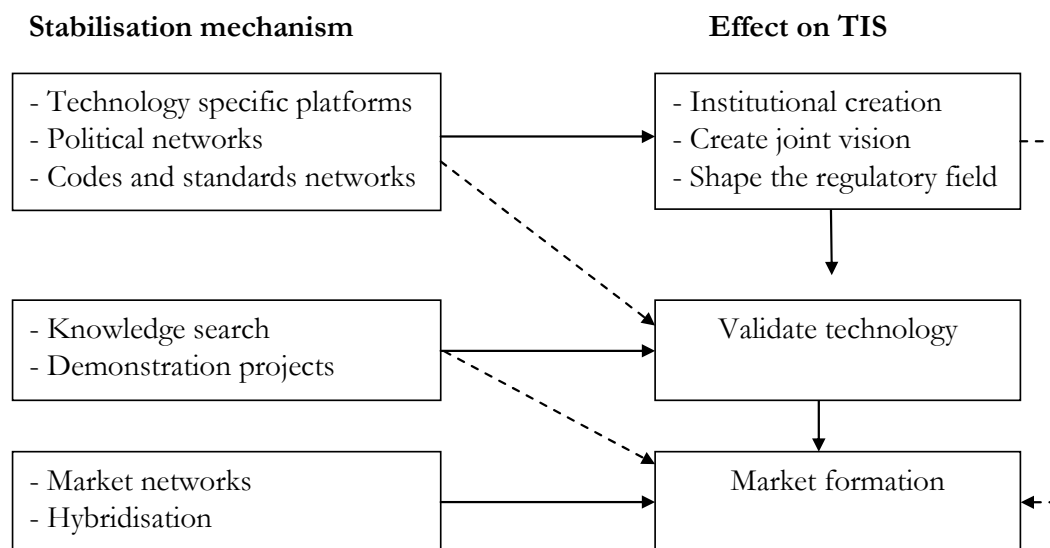 Stabilisation mechanism
Effect on TIS
- Technology specific platforms
- Political networks
- Codes and standards networks
- Institutional creation
- Create joint vision
- Shape the regulatory field
- Knowledge search
- Demonstration projects
Validate technology
- Market networks
- Hybridisation
Market formation